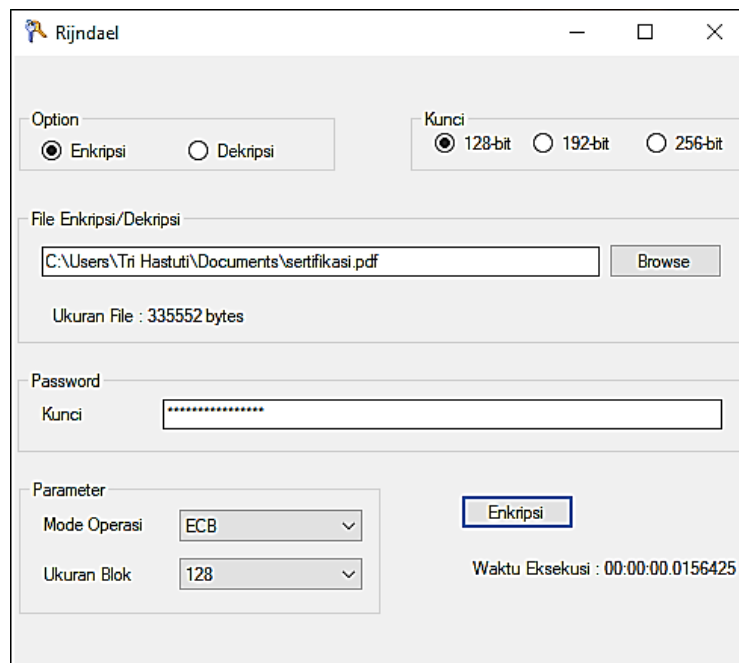 Rijndael
Option
Enkripsi Dekripsi
Kunci
128-bit 192-bit 256-bit
File Enkripsi/Dekripsi
C:\Users\Tri Hastuti\Documents\sertifikasi.pdf
Browse
Ukuran File : 335552 bytes
Password
Kunci
****************
Parameter
Mode Operasi ECB
Ukuran Blok 128
Enkripsi
Waktu Eksekusi : 00:00:00.0156425